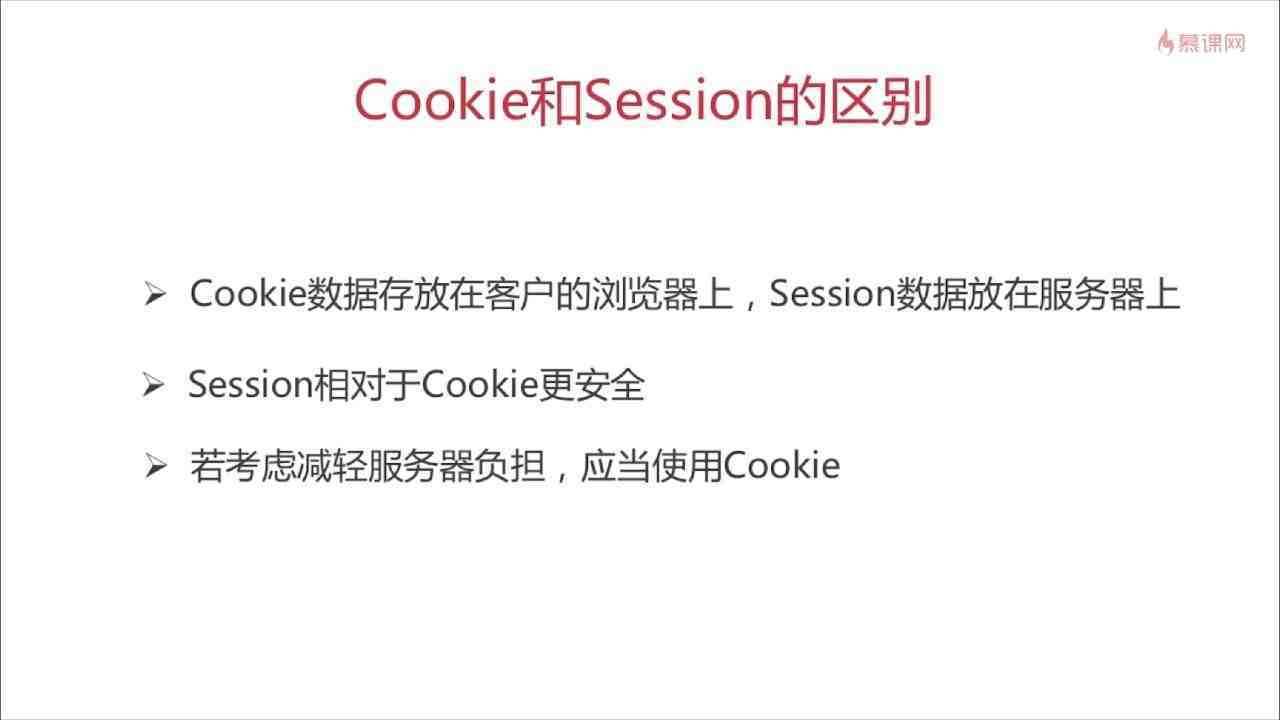 慕课网
Cookie和Session的区别
Cookie数据存放在客户的浏览器上，Session数据放在服务器上
Session相对于Cookie更安全
若考虑减轻服务器负担，应当使用Cookie